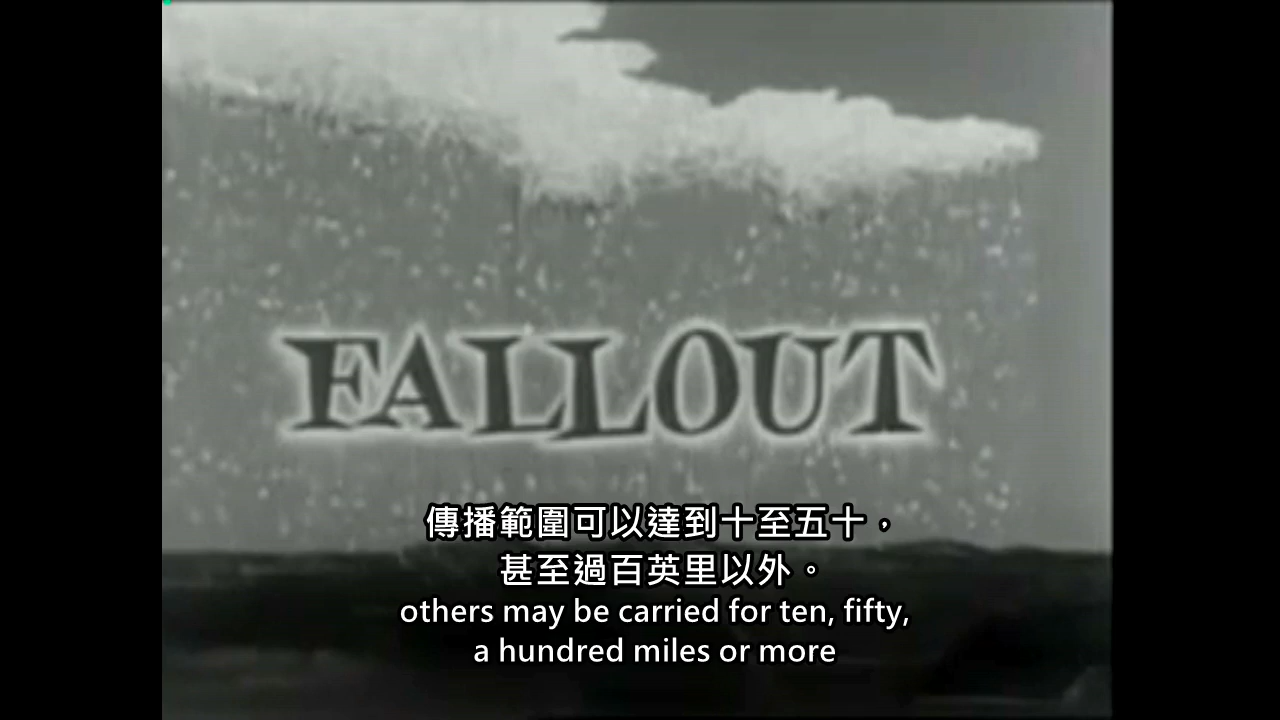 FALLOUT
傳播範圍可以達到十至五十，
甚至過百英里以外。
others may be carried for ten, fifty,
a hundred miles or more